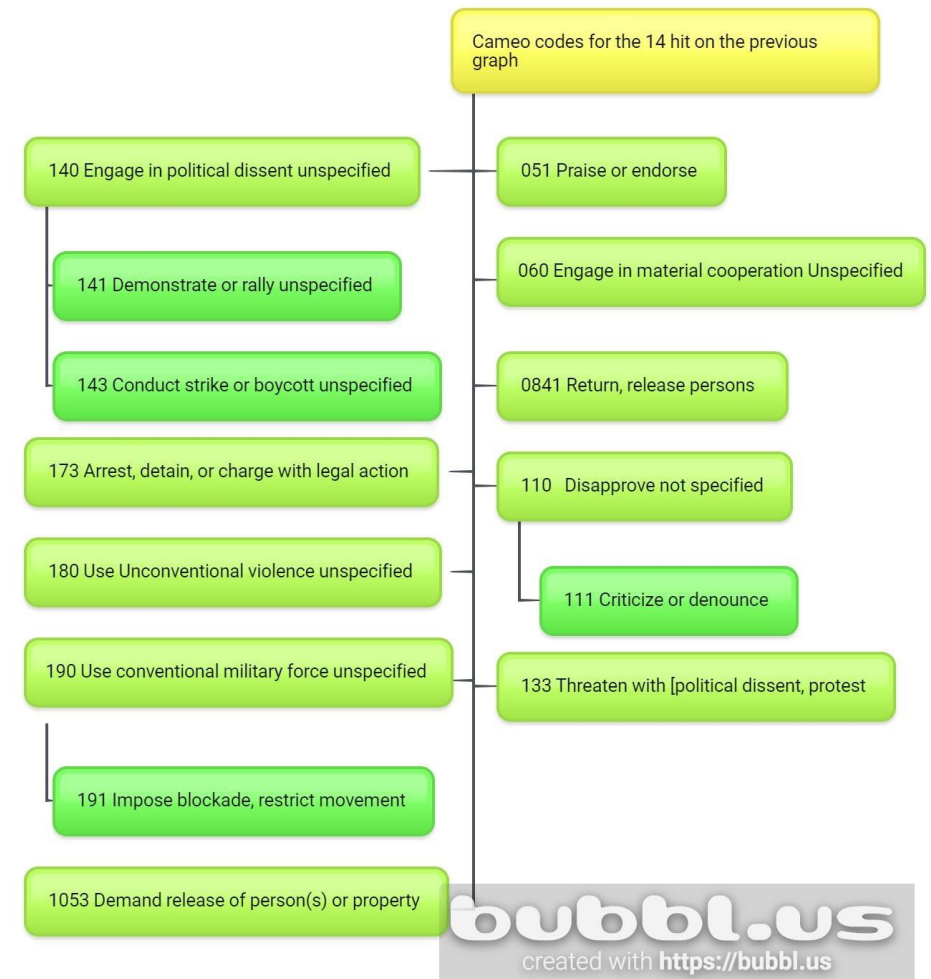 Cameo codes for the 14 hit on the previous
graph
140 Engage in political dissent unspecified
141 Demonstrate or rally unspecified
143 Conduct strike or boycott unspecified
173 Arrest, detain, or charge with legal action
180 Use Unconventional violence unspecified
190 Use conventional military force unspecified
191 Impose blockade, restrict movement
1053 Demand release of person(s) or property
051 Praise or endorse
060 Engage in material cooperation Unspecified
0841 Return, release persons
110 Disapprove not specified
111 Criticize or denounce
133 Threaten with [political dissent, protest
bubbl.us
created with https://bubbl.us